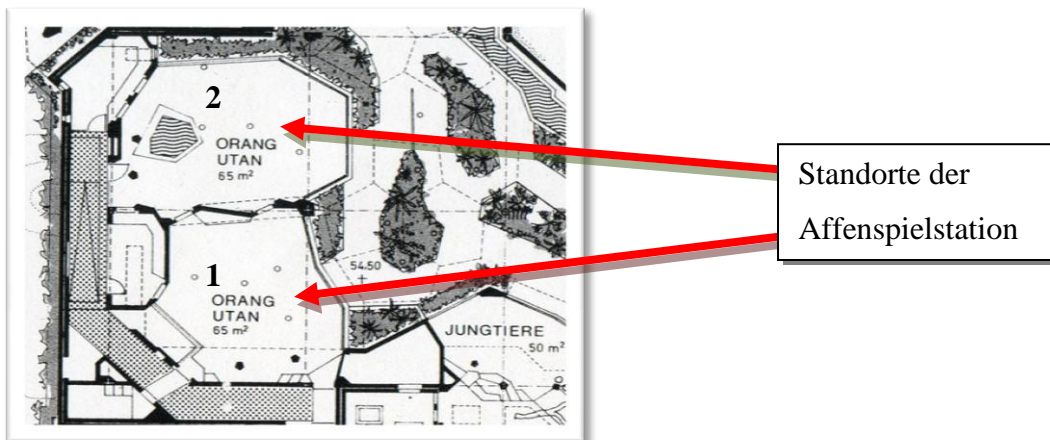 2
ORANG
UTAN
65 m²
1
ORANG
UTAN
65 m²
54.50
JUNGTIERE
50 m²
Standorte der
Affenspielstation